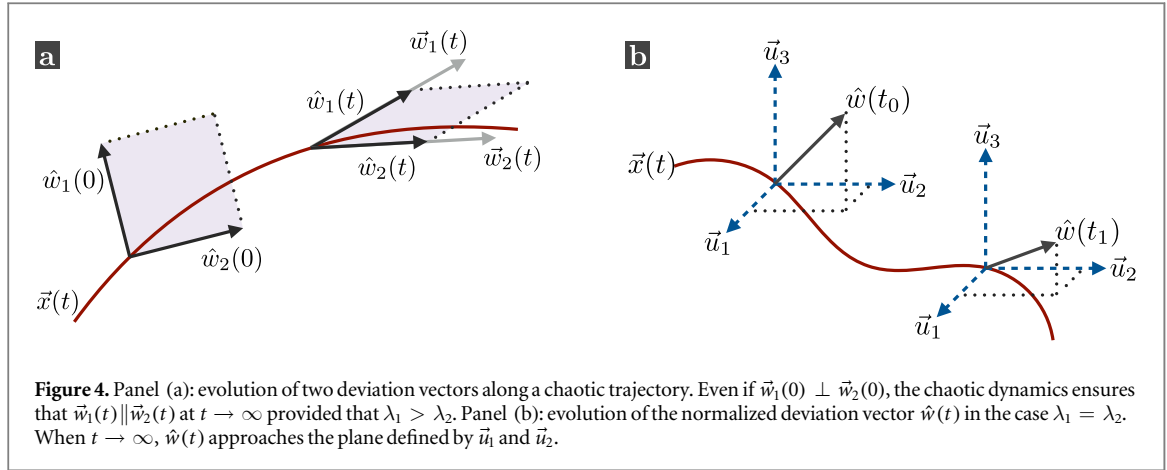 a
b
w⃗₁(t)
ŵ₁(t)
ŵ₂(t)
w⃗₂(t)
ŵ₁(0)
ŵ₂(0)
x⃗(t)
u⃗₃
ŵ(t₀)
x⃗(t)
u⃗₂
u⃗₁
u⃗₃
ŵ(t₁)
u⃗₂
u⃗₁
Figure 4. Panel (a): evolution of two deviation vectors along a chaotic trajectory. Even if w⃗₁(0) ⊥ w⃗₂(0), the chaotic dynamics ensures
that w⃗₁(t)∥w⃗₂(t) at t → ∞ provided that λ₁ > λ₂. Panel (b): evolution of the normalized deviation vector ŵ(t) in the case λ₁ = λ₂.
When t → ∞, ŵ(t) approaches the plane defined by u⃗₁ and u⃗₂.